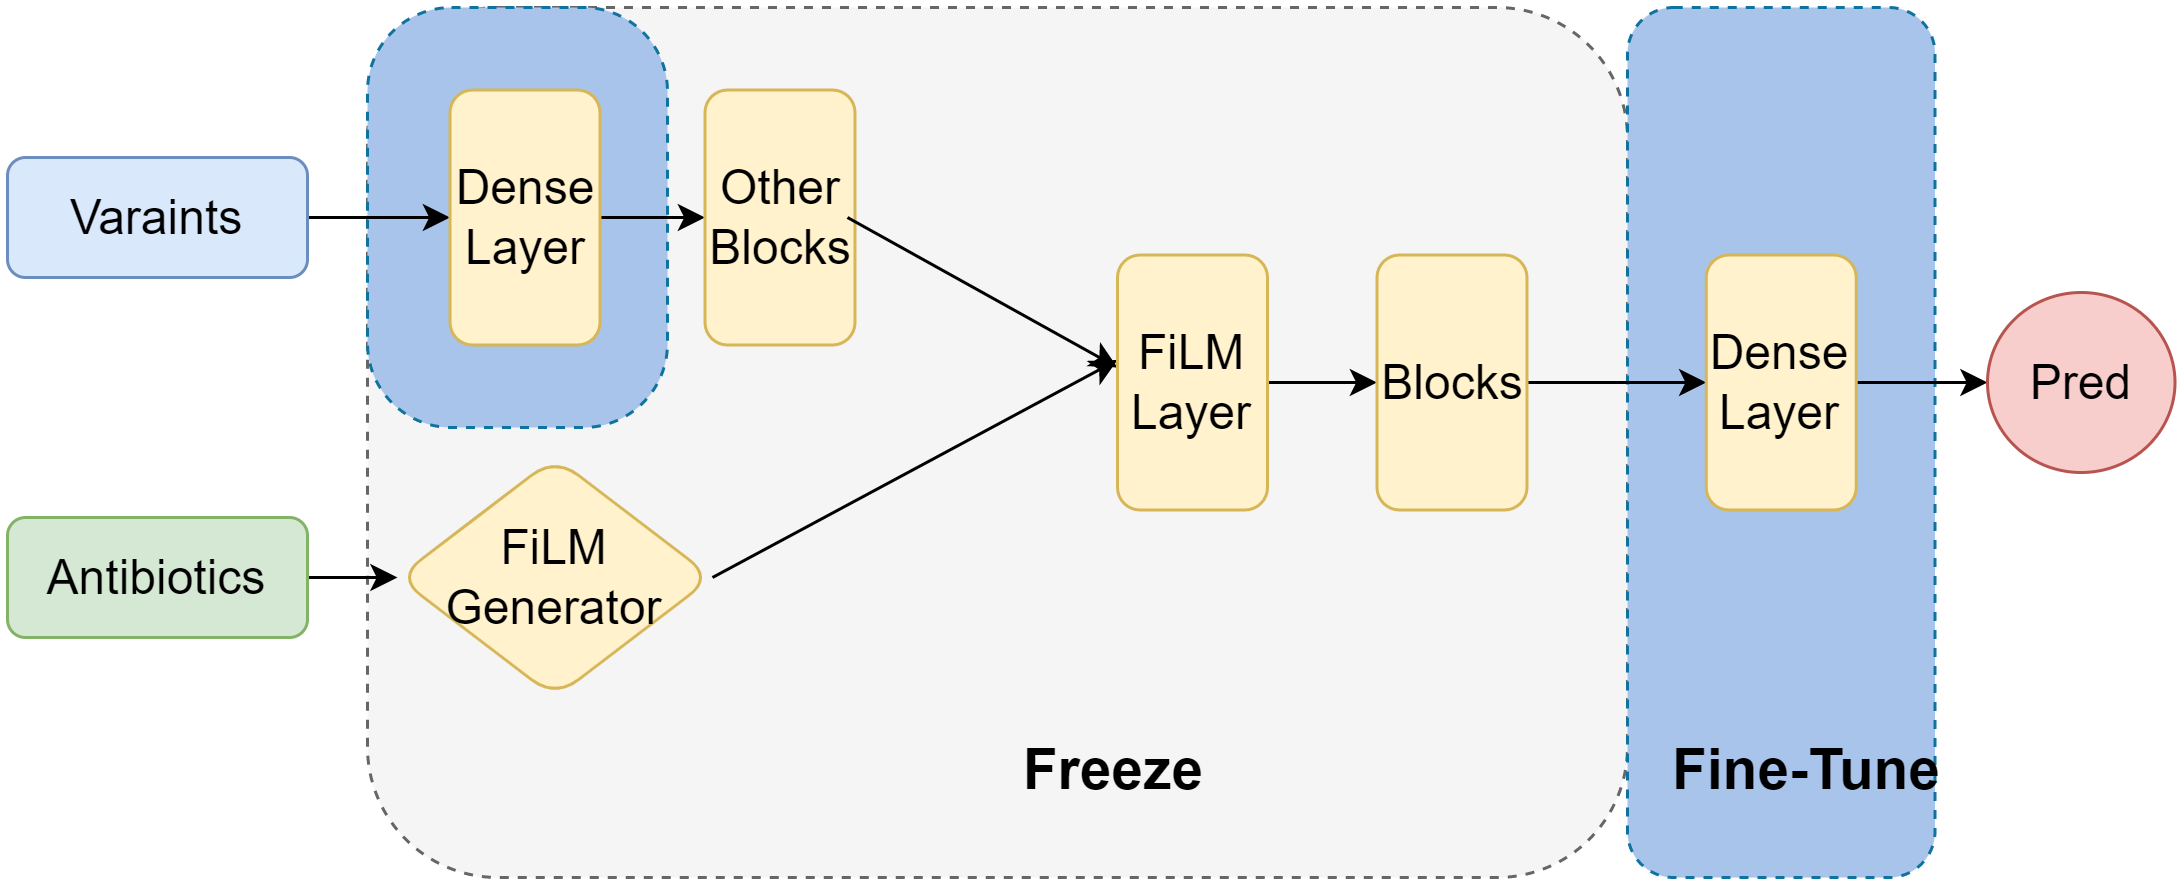 Varaints
Dense
Layer
Other
Blocks
FiLM
Layer
Blocks
Dense
Layer
Pred
Antibiotics
FiLM
Generator
Freeze
Fine-Tune